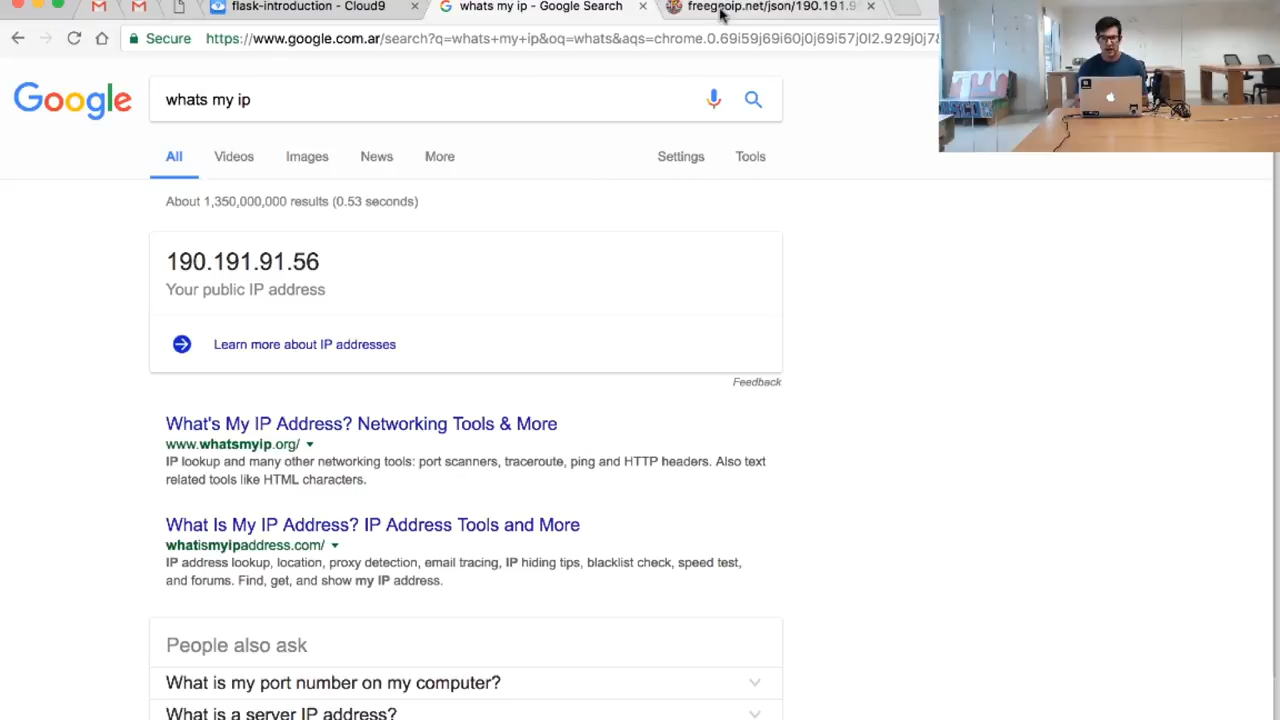 flask-introduction - Cloud9
whats my ip - Google Search
freegeoip.net/json/190.191.9
Secure
https://www.google.com.ar/search?q=whats+my+ip&oq=whats&aqs=chrome.0.69i59j69i60j0j69i57j0l2.929j0j78
Google
whats my ip
All
Videos
Images
News
More
Settings
Tools
About 1,350,000,000 results (0.53 seconds)
190.191.91.56
Your public IP address
Learn more about IP addresses
Feedback
What's My IP Address? Networking Tools & More
www.whatsmyip.org/
IP lookup and many other networking tools: port scanners, traceroute, ping and HTTP headers. Also text
related tools like HTML characters.
What Is My IP Address? IP Address Tools and More
whatismyipaddress.com/
IP address lookup, location, proxy detection, email tracing, IP hiding tips, blacklist check, speed test,
and forums. Find, get, and show my IP address.
People also ask
What is my port number on my computer?
What is a server IP address?